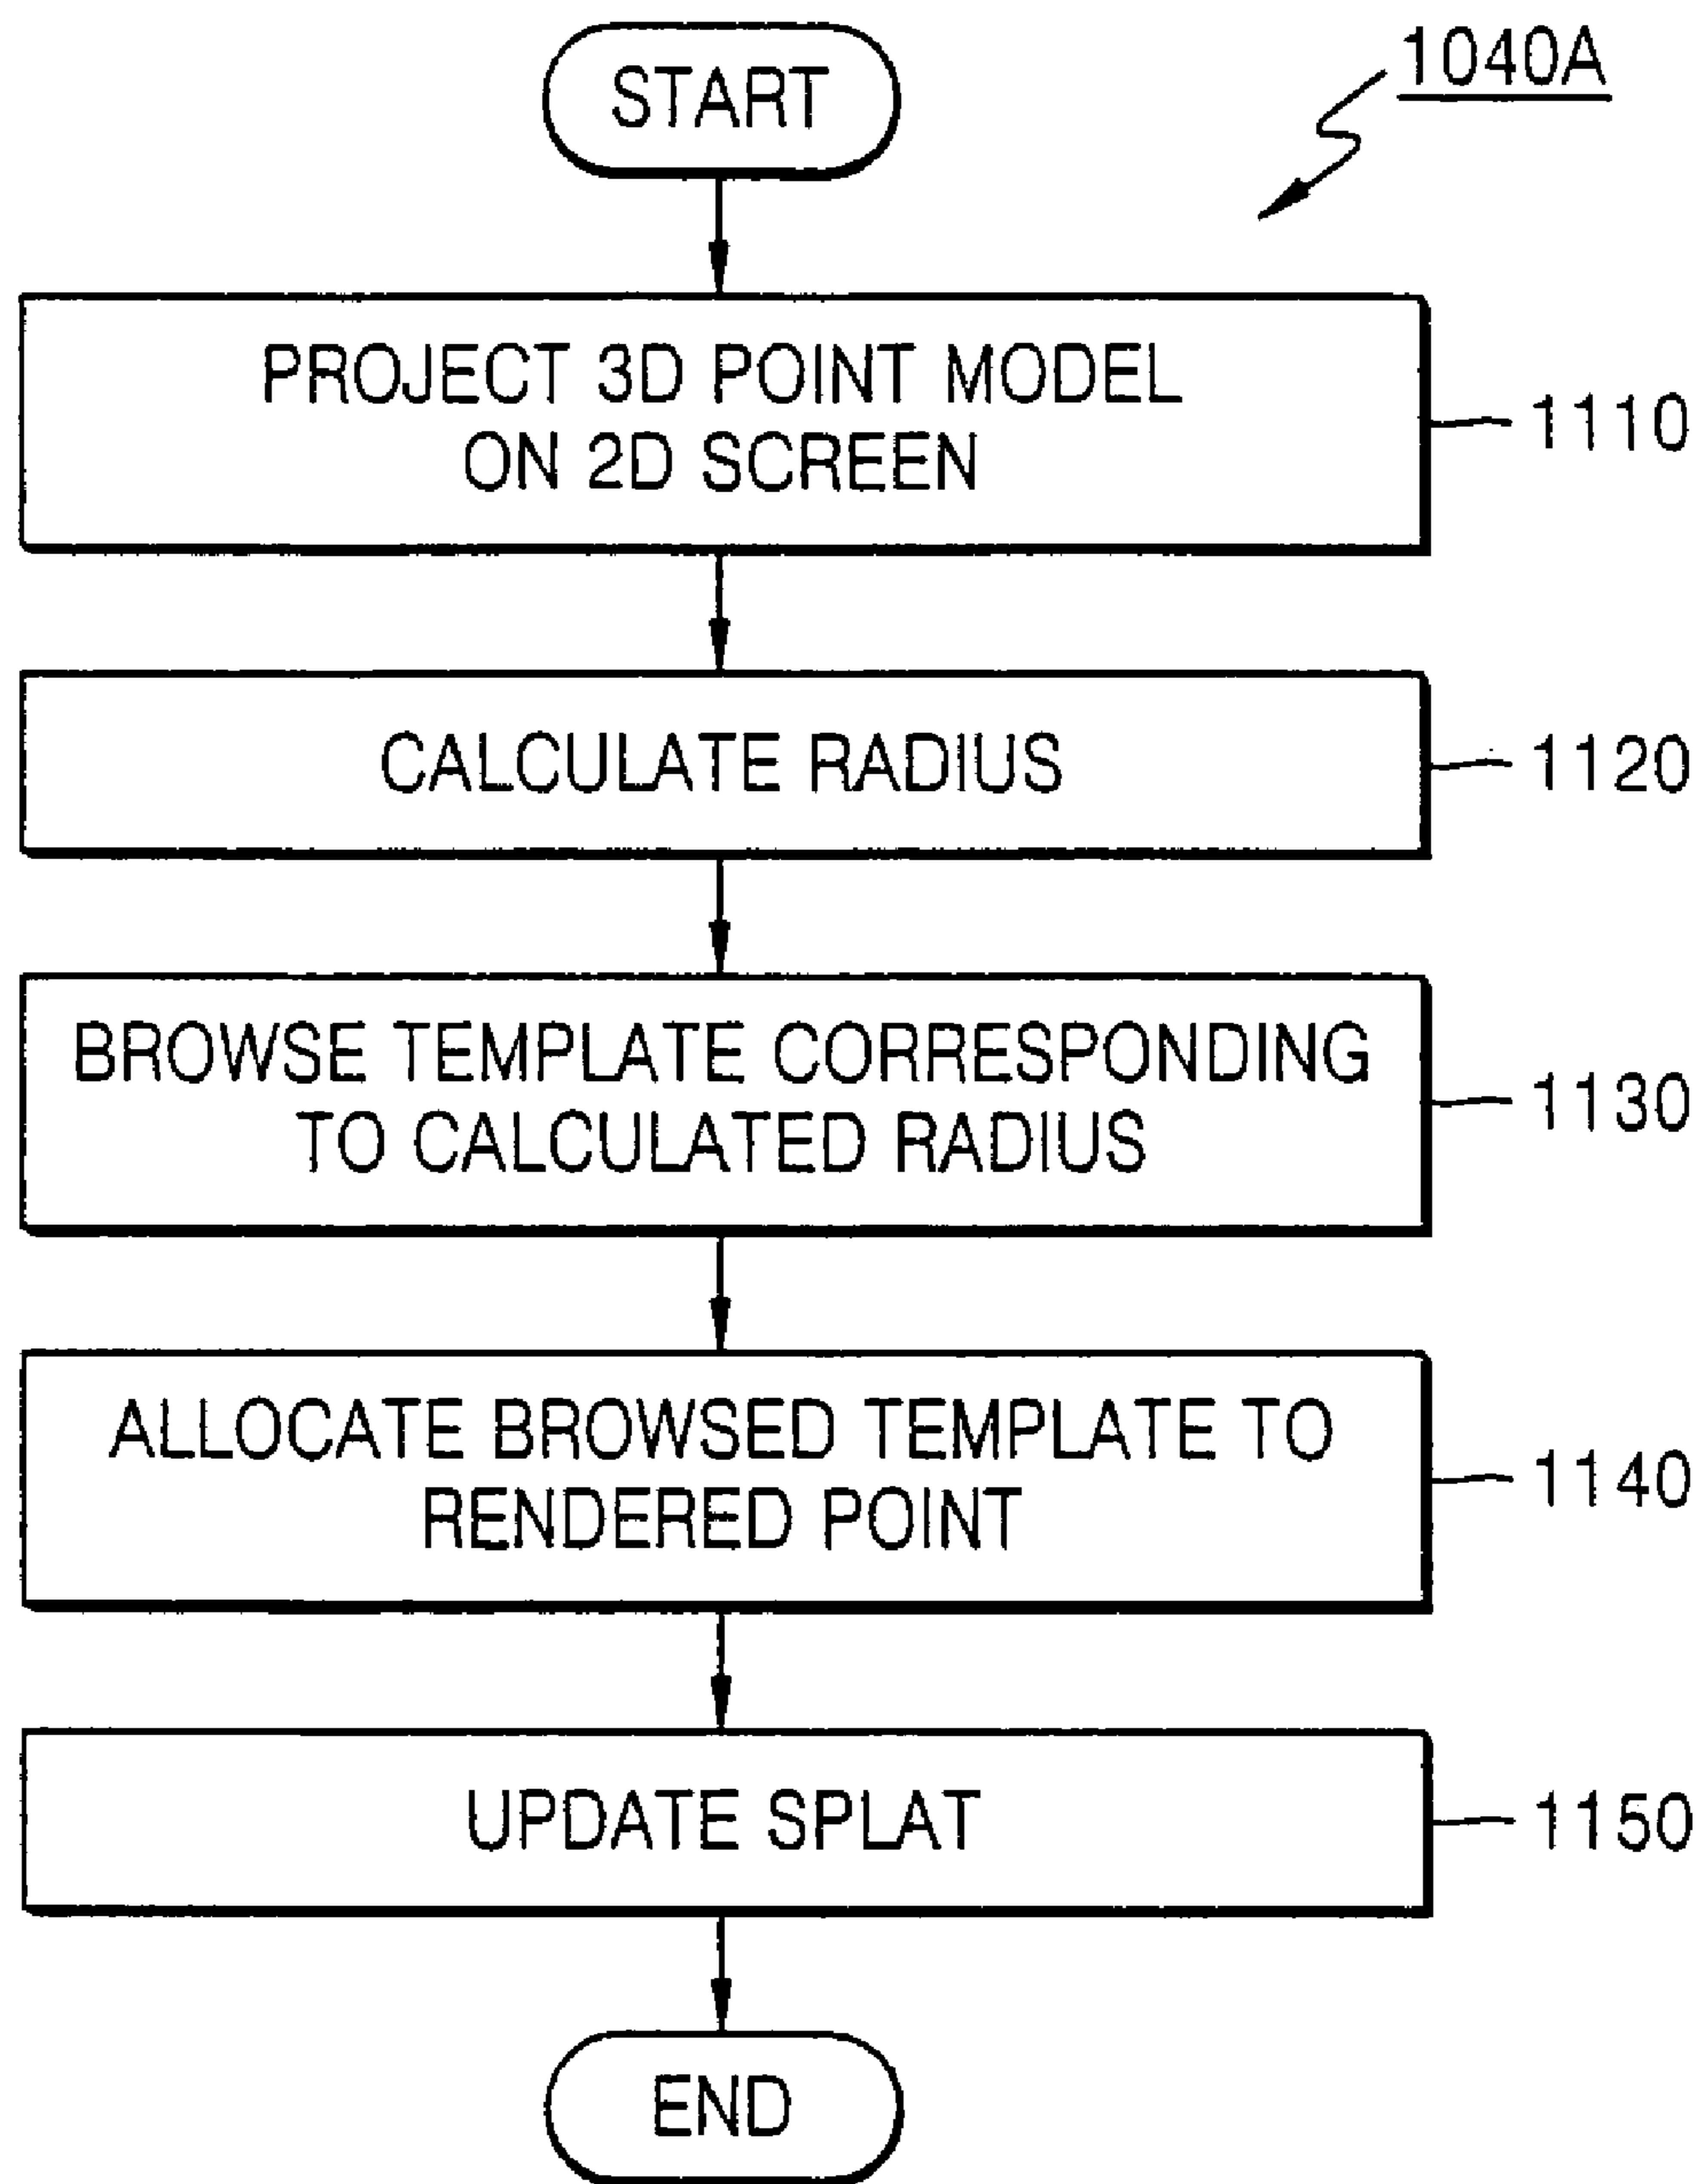 START
1040A
PROJECT 3D POINT MODEL
ON 2D SCREEN
1110
CALCULATE RADIUS
1120
BROWSE TEMPLATE CORRESPONDING
TO CALCULATED RADIUS
1130
ALLOCATE BROWSED TEMPLATE TO
RENDERED POINT
1140
UPDATE SPLAT
1150
END